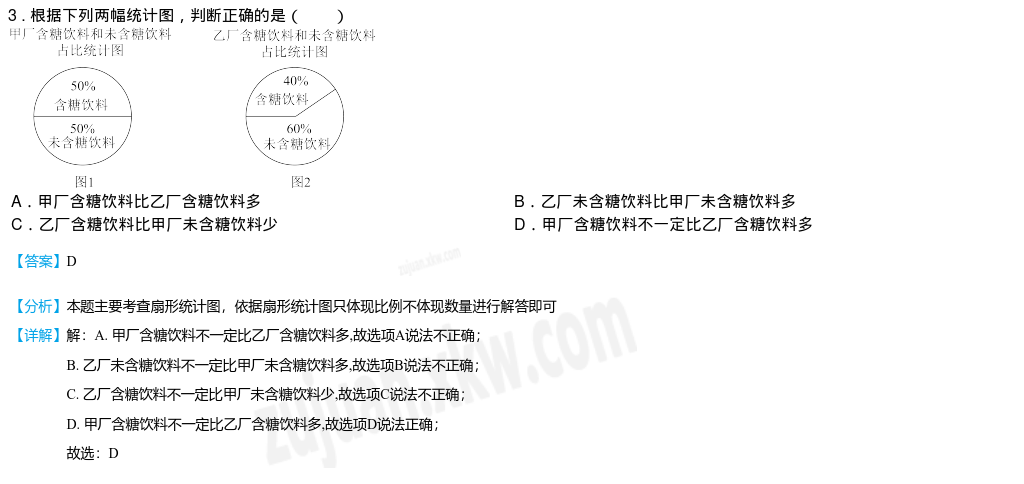 3．根据下列两幅统计图，判断正确的是（　　）
甲厂含糖饮料和未含糖饮料
占比统计图
50%
含糖饮料
50%
未含糖饮料
图1
乙厂含糖饮料和未含糖饮料
占比统计图
40%
含糖饮料
60%
未含糖饮料
图2
A．甲厂含糖饮料比乙厂含糖饮料多
B．乙厂未含糖饮料比甲厂未含糖饮料多
C．乙厂含糖饮料比甲厂未含糖饮料少
D．甲厂含糖饮料不一定比乙厂含糖饮料多
【答案】D
【分析】本题主要考查扇形统计图，依据扇形统计图只体现比例不体现数量进行解答即可
【详解】解：A. 甲厂含糖饮料不一定比乙厂含糖饮料多,故选项A说法不正确；
B. 乙厂未含糖饮料不一定比甲厂未含糖饮料多,故选项B说法不正确；
C. 乙厂含糖饮料不一定比甲厂未含糖饮料少,故选项C说法不正确；
D. 甲厂含糖饮料不一定比乙厂含糖饮料多,故选项D说法正确；
故选：D
zujuan.xkw.com
zujuan.xkw.com